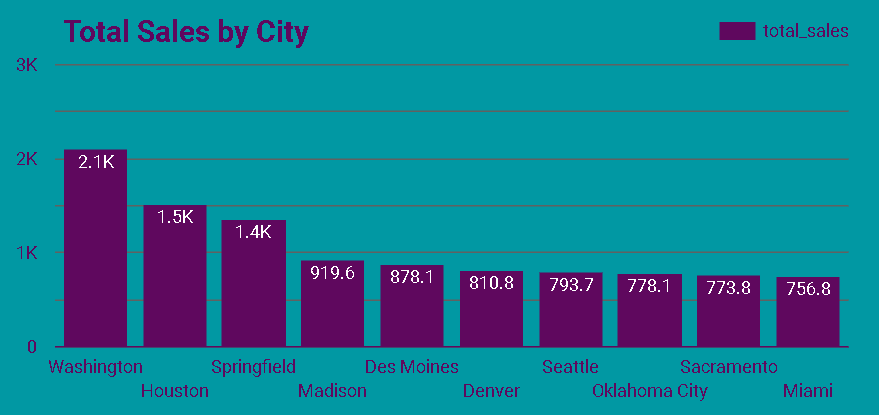 Total Sales by City
total_sales
3K
2K
1K
0
2.1K
1.5K
1.4K
919.6
878.1
810.8
793.7
778.1
773.8
756.8
Washington
Houston
Springfield
Madison
Des Moines
Denver
Seattle
Oklahoma City
Sacramento
Miami